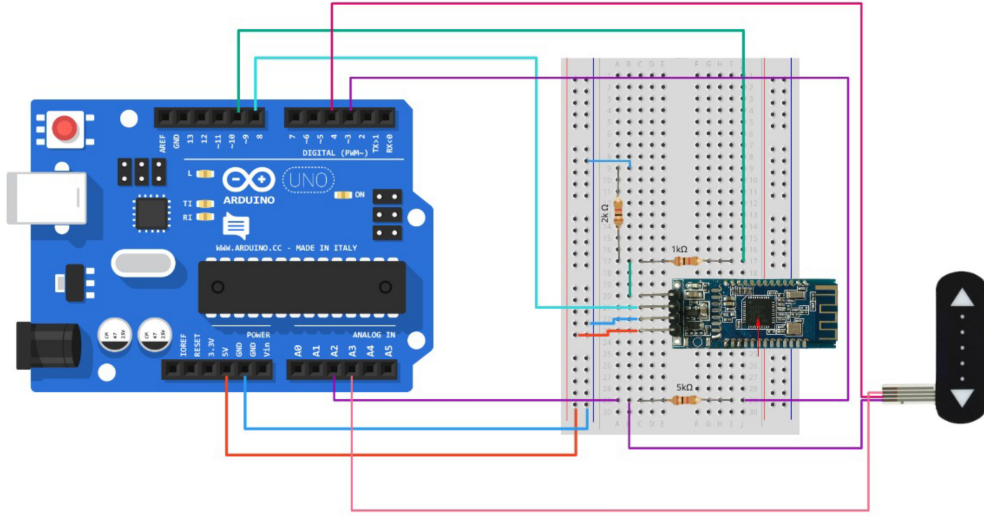 AREF
GND
13
12
~11
~10
~9
8
7
~6
~5
4
~3
2
TX>1
RX<0
DIGITAL (PWM~)
L
TI
RI
UNO
ON
ARDUINO
WWW.ARDUINO.CC - MADE IN ITALY
POWER
ANALOG IN
IOREF
RESET
3.3V
5V
GND
GND
Vin
A0
A1
A2
A3
A4
A5
2kΩ
1kΩ
5kΩ